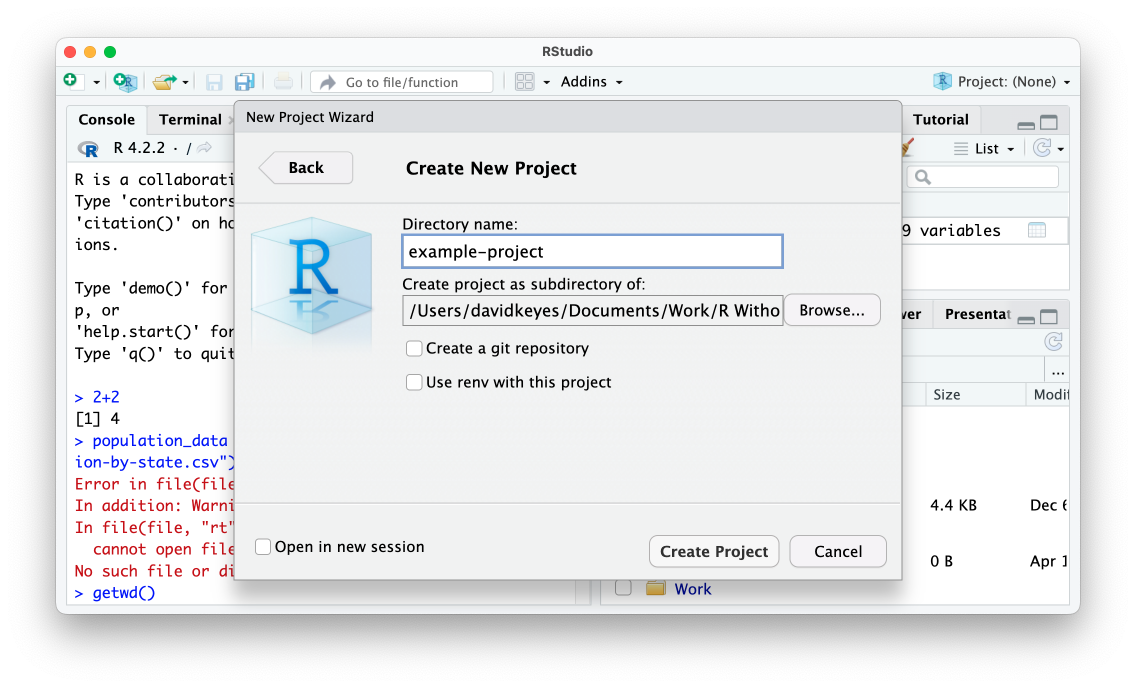 RStudio
Go to file/function
Addins
Project: (None)
Console
Terminal
Tutorial
R 4.2.2 · /
List
R is a collaborati
Type 'contributors
'citation()' on ho
ions.
Type 'demo()' for
p, or
'help.start()' for
Type 'q()' to quit
> 2+2
[1] 4
> population_data
ion-by-state.csv")
Error in file(file
In addition: Warni
In file(file, "rt"
cannot open file
No such file or di
> getwd()
New Project Wizard
Back
Create New Project
Directory name:
example-project
Create project as subdirectory of:
/Users/davidkeyes/Documents/Work/R Witho
Browse...
Create a git repository
Use renv with this project
Open in new session
Create Project
Cancel
9 variables
wer
Presentat
...
Size
Modif
4.4 KB
Dec 6
0 B
Apr 1
Work